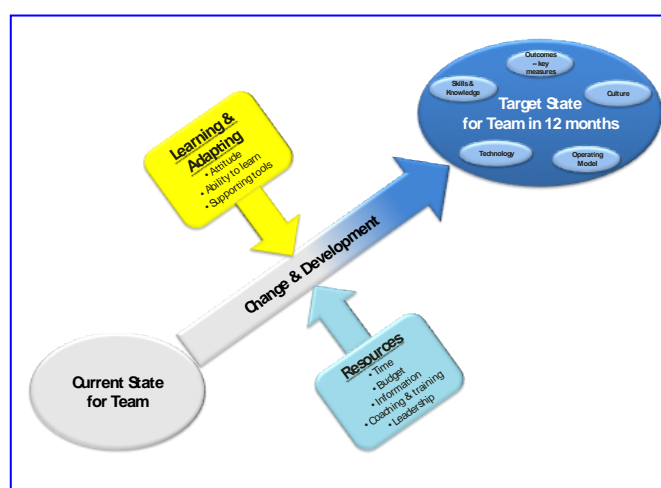 Outcomes
– key
measures
Skills &
Knowledge
Culture
Target State
for Team in 12 months
Technology
Operating
Model
Learning &
Adapting
• Attitude
• Ability to learn
• Supporting tools
Change & Development
Resources
• Time
• Budget
• Information
• Coaching & training
• Leadership
Current State
for Team